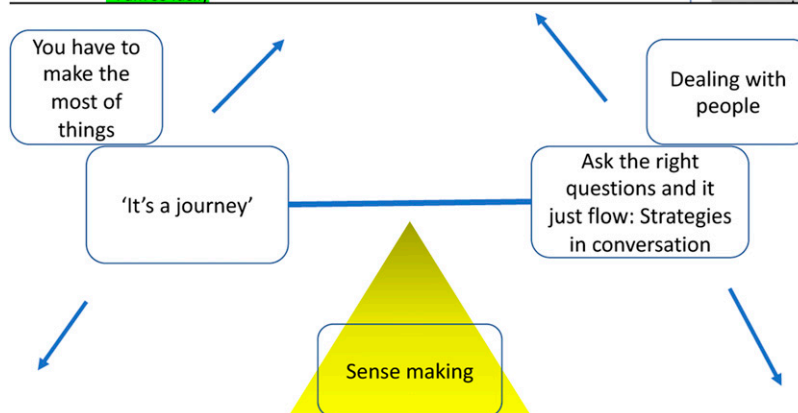 You have to
make the
most of
things
Dealing with
people
'It's a journey'
Ask the right
questions and it
just flow: Strategies
in conversation
Sense making